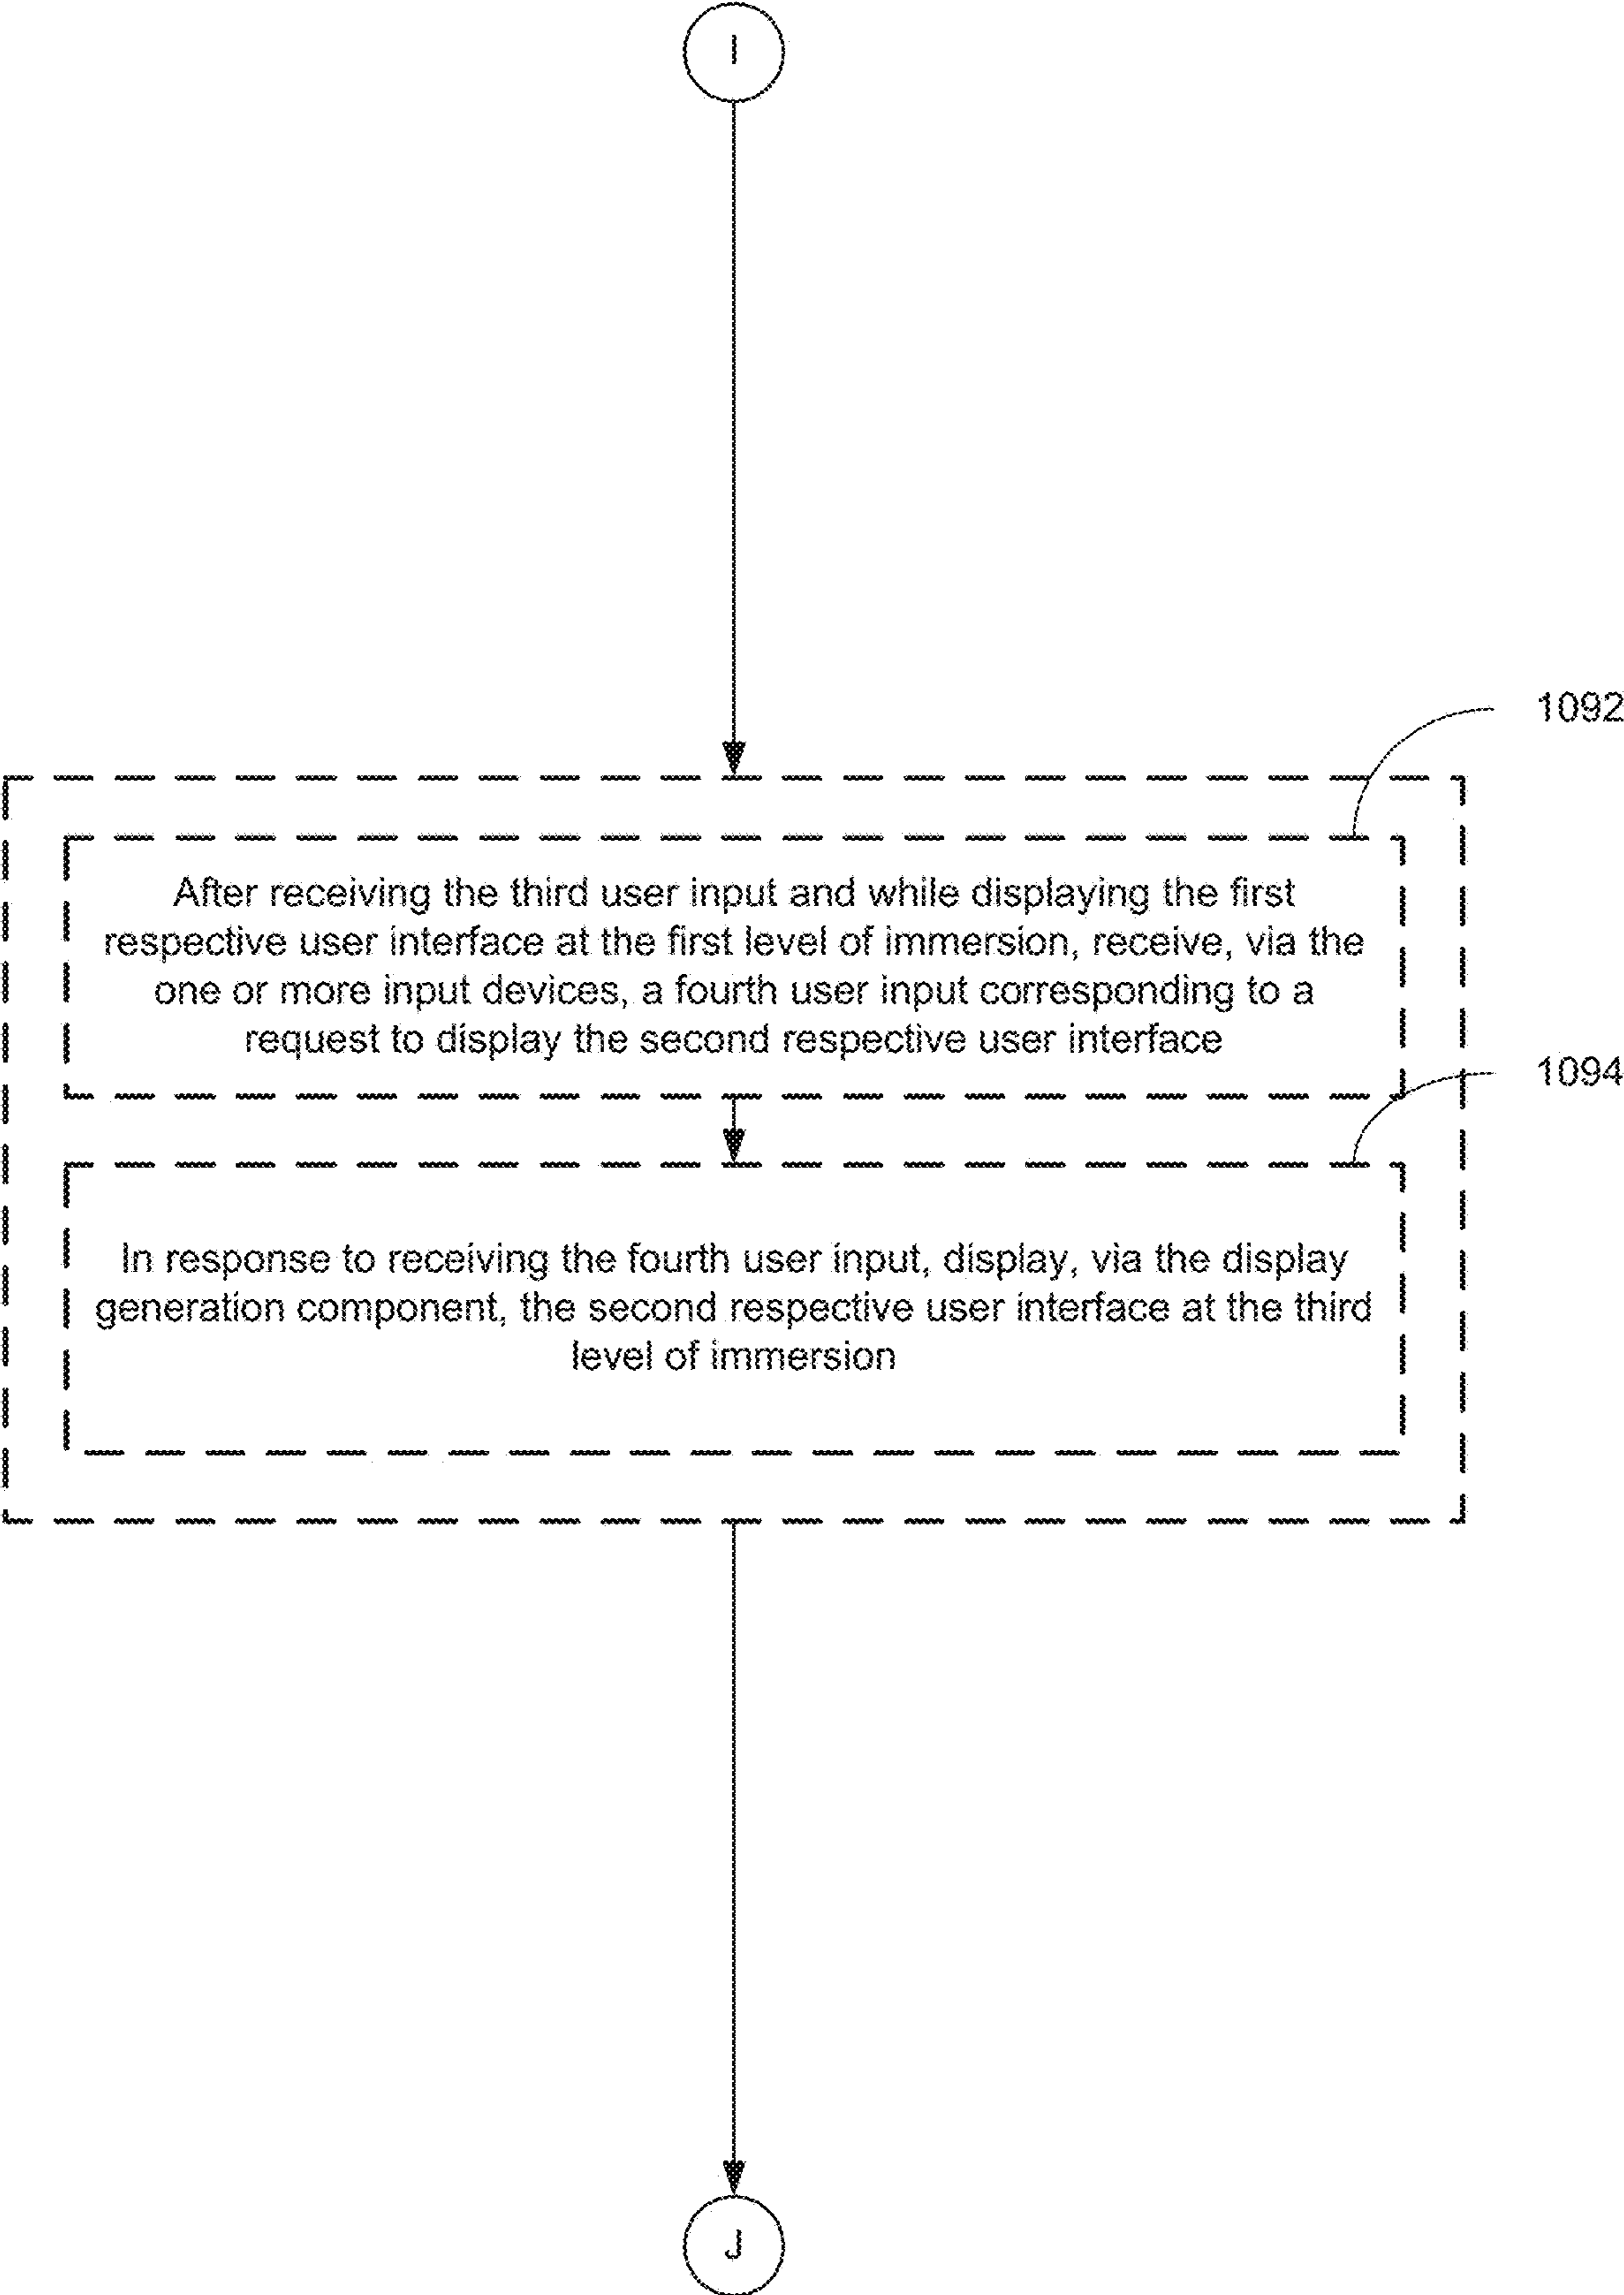 I
1092
After receiving the third user input and while displaying the first
respective user interface at the first level of immersion, receive, via the
one or more input devices, a fourth user input corresponding to a
request to display the second respective user interface
1094
In response to receiving the fourth user input, display, via the display
generation component, the second respective user interface at the third
level of immersion
J